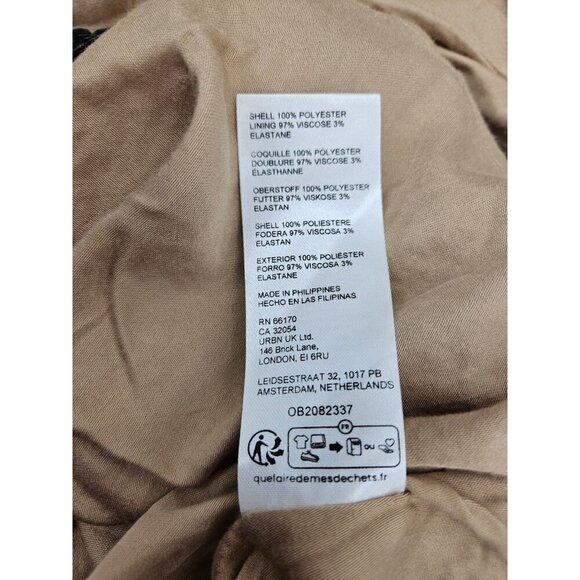 SHELL 100% POLYESTER
LINING 97% VISCOSE 3%
ELASTANE
COQUILLE 100% POLYESTER
DOUBLURE 97% VISCOSE 3%
ÉLASTHANNE
OBERSTOFF 100% POLYESTER
FUTTER 97% VISKOSE 3%
ELASTAN
SHELL 100% POLIESTERE
FODERA 97% VISCOSA 3%
ELASTAN
EXTERIOR 100% POLIÉSTER
FORRO 97% VISCOSA 3%
ELASTANE
MADE IN PHILIPPINES
HECHO EN LAS FILIPINAS
RN 66170
CA 32054
URBN UK Ltd.
146 Brick Lane,
LONDON, EI 6RU
LEIDSESTRAAT 32, 1017 PB
AMSTERDAM, NETHERLANDS
OB2082337
FR
OU
quefairedemesdechets.fr